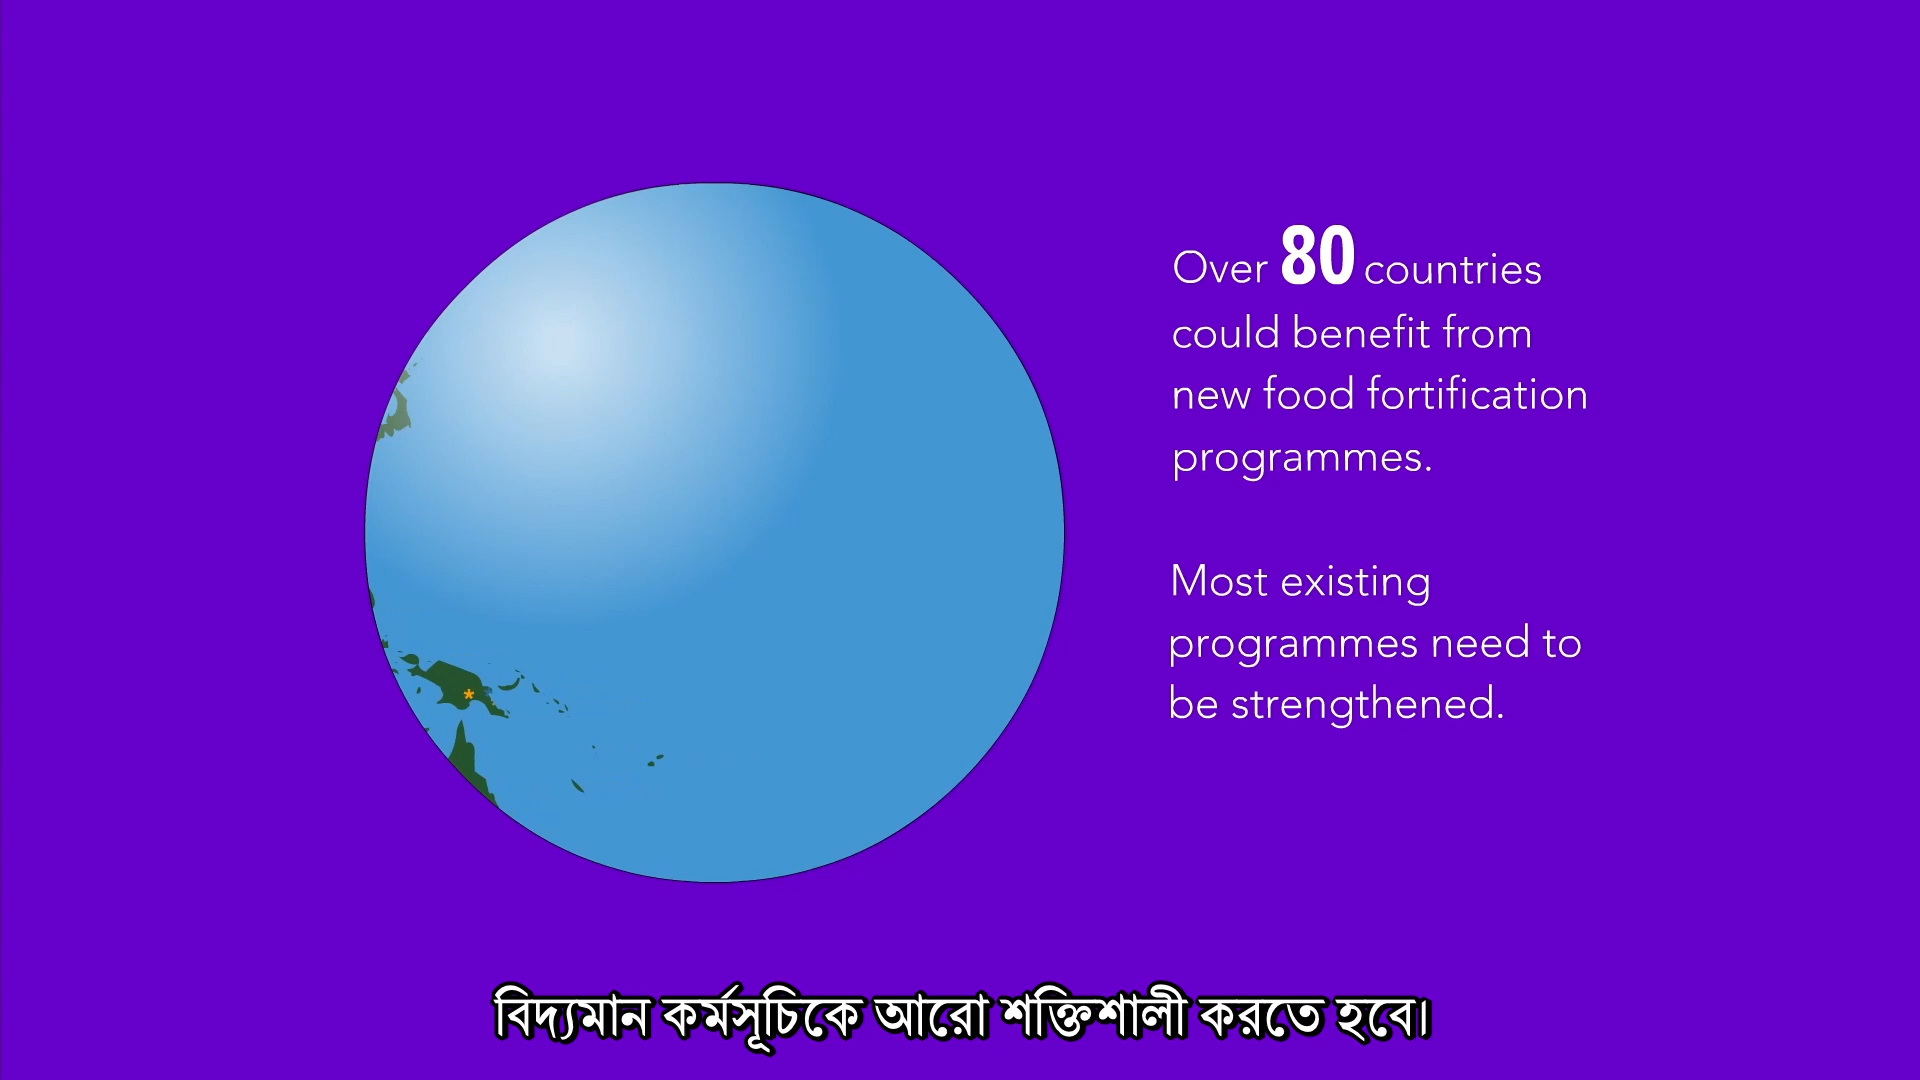 Over 80 countries
could benefit from
new food fortification
programmes.
Most existing
programmes need to
be strengthened.
বিদ্যমান কর্মসূচিকে আরো শক্তিশালী করতে হবে।